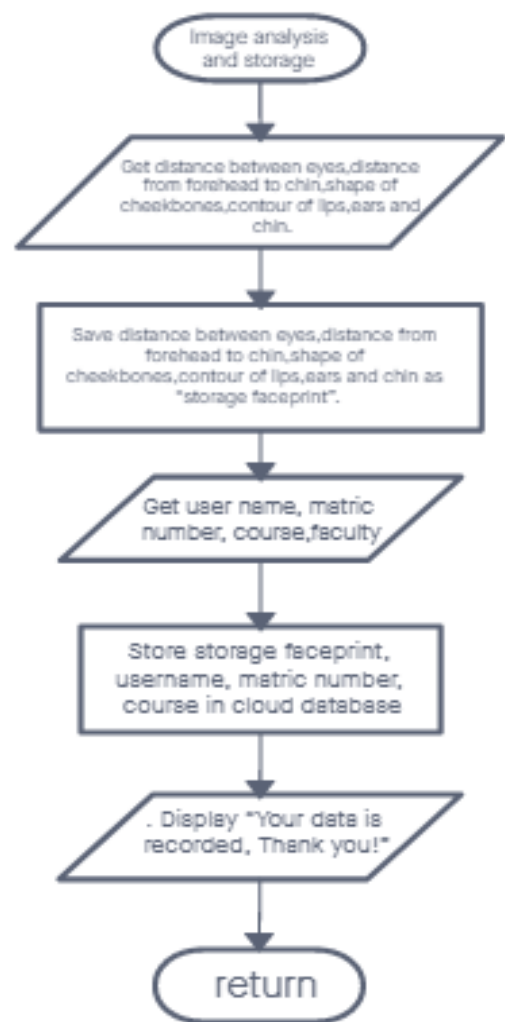 Image analysis
and storage
Get distance between eyes,distance
from forehead to chin,shape of
cheekbones,contour of lips,ears and
chin.
Save distance between eyes,distance from
forehead to chin,shape of
cheekbones,contour of lips,ears and chin as
"storage faceprint".
Get user name, matric
number, course,faculty
Store storage faceprint,
username, matric number,
course in cloud database
. Display "Your data is
recorded, Thank you!"
return